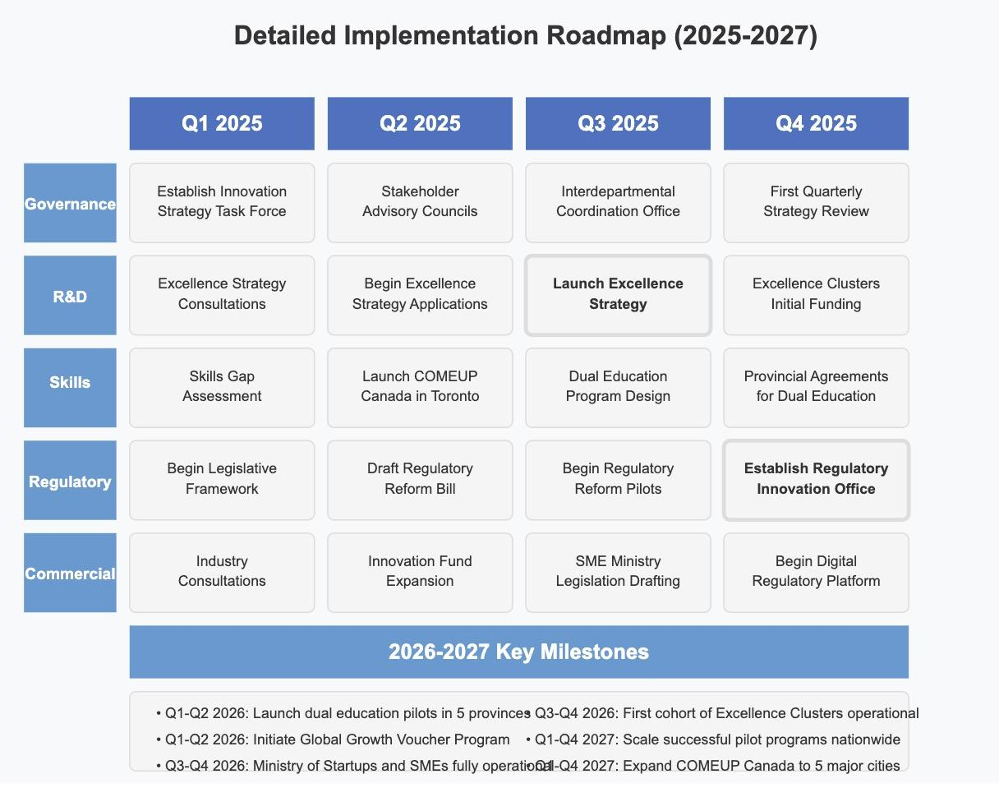 Detailed Implementation Roadmap (2025-2027)
Q1 2025
Q2 2025
Q3 2025
Q4 2025
Governance
Establish Innovation
Strategy Task Force
Stakeholder
Advisory Councils
Interdepartmental
Coordination Office
First Quarterly
Strategy Review
R&D
Excellence Strategy
Consultations
Begin Excellence
Strategy Applications
Launch Excellence
Strategy
Excellence Clusters
Initial Funding
Skills
Skills Gap
Assessment
Launch COMEUP
Canada in Toronto
Dual Education
Program Design
Provincial Agreements
for Dual Education
Regulatory
Begin Legislative
Framework
Draft Regulatory
Reform Bill
Begin Regulatory
Reform Pilots
Establish Regulatory
Innovation Office
Commercial
Industry
Consultations
Innovation Fund
Expansion
SME Ministry
Legislation Drafting
Begin Digital
Regulatory Platform
2026-2027 Key Milestones
• Q1-Q2 2026: Launch dual education pilots in 5 provinces
• Q1-Q2 2026: Initiate Global Growth Voucher Program
• Q3-Q4 2026: Ministry of Startups and SMEs fully operational
• Q3-Q4 2026: First cohort of Excellence Clusters operational
• Q1-Q4 2027: Scale successful pilot programs nationwide
• Q1-Q4 2027: Expand COMEUP Canada to 5 major cities